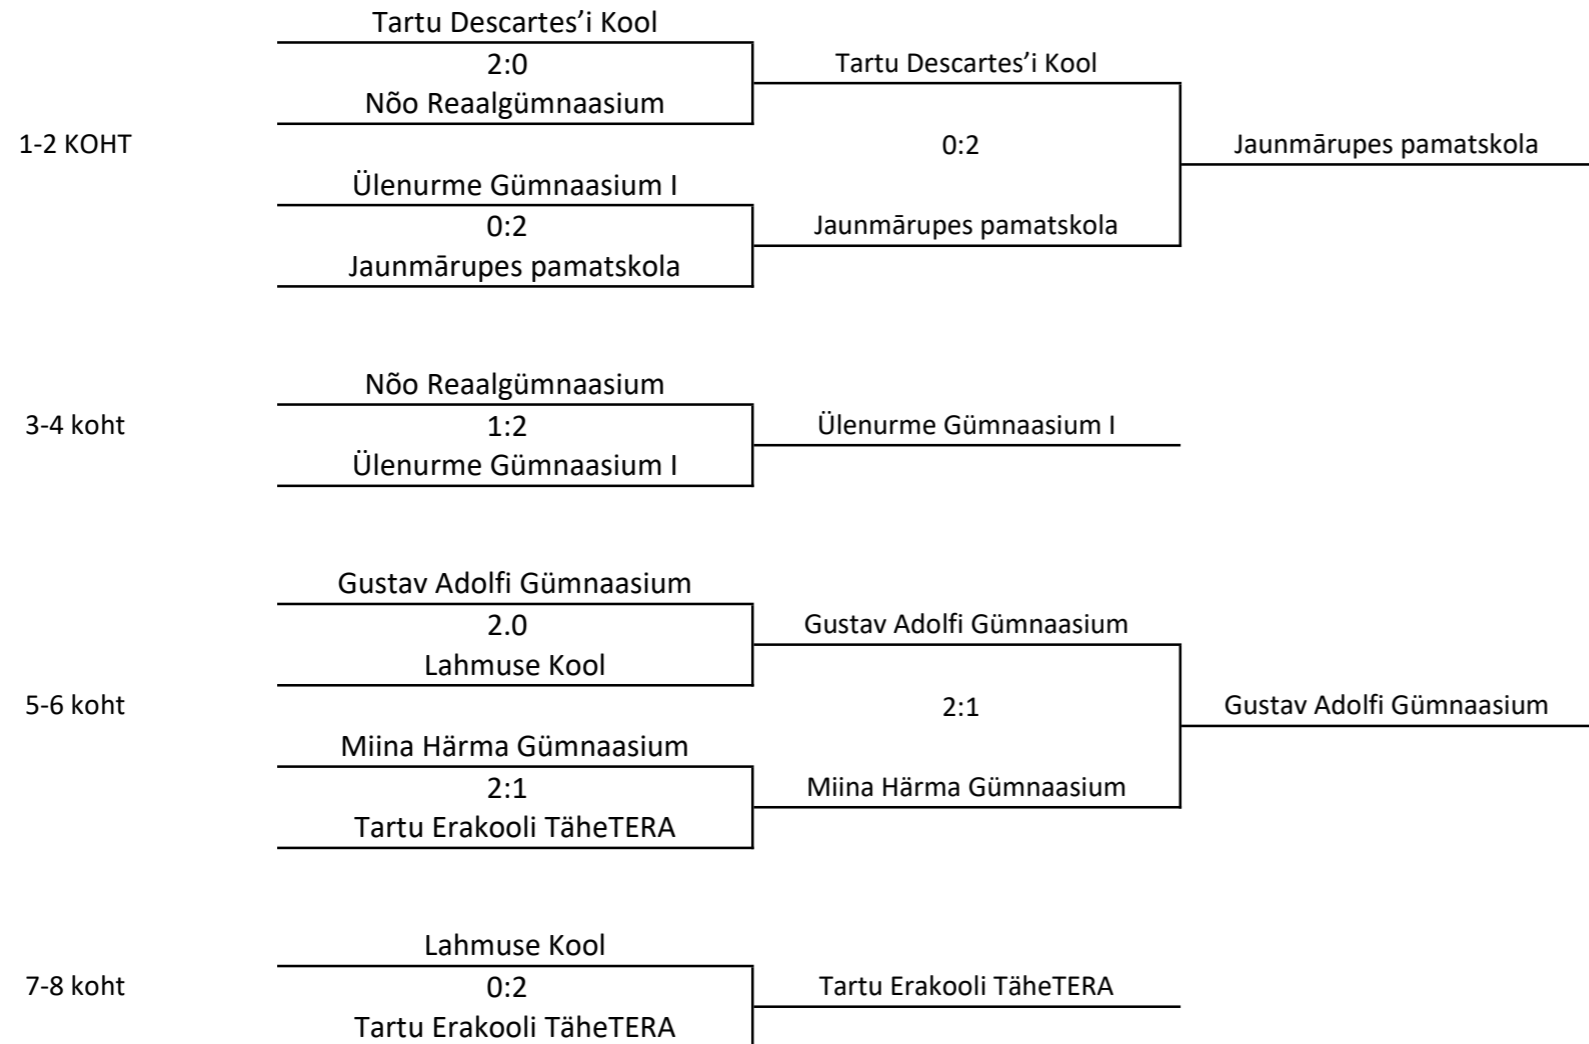 Tartu Descartes’i Kool
2:0
Tartu Descartes’i Kool
Nõo Reaalgümnaasium
1-2 KOHT
0:2
Jaunmārupes pamatskola
Ülenurme Gümnaasium I
0:2
Jaunmārupes pamatskola
Jaunmārupes pamatskola
Nõo Reaalgümnaasium
3-4 koht
1:2
Ülenurme Gümnaasium I
Ülenurme Gümnaasium I
Gustav Adolfi Gümnaasium
2.0
Gustav Adolfi Gümnaasium
Lahmuse Kool
5-6 koht
2:1
Gustav Adolfi Gümnaasium
Miina Härma Gümnaasium
2:1
Miina Härma Gümnaasium
Tartu Erakooli TäheTERA
Lahmuse Kool
7-8 koht
0:2
Tartu Erakooli TäheTERA
Tartu Erakooli TäheTERA